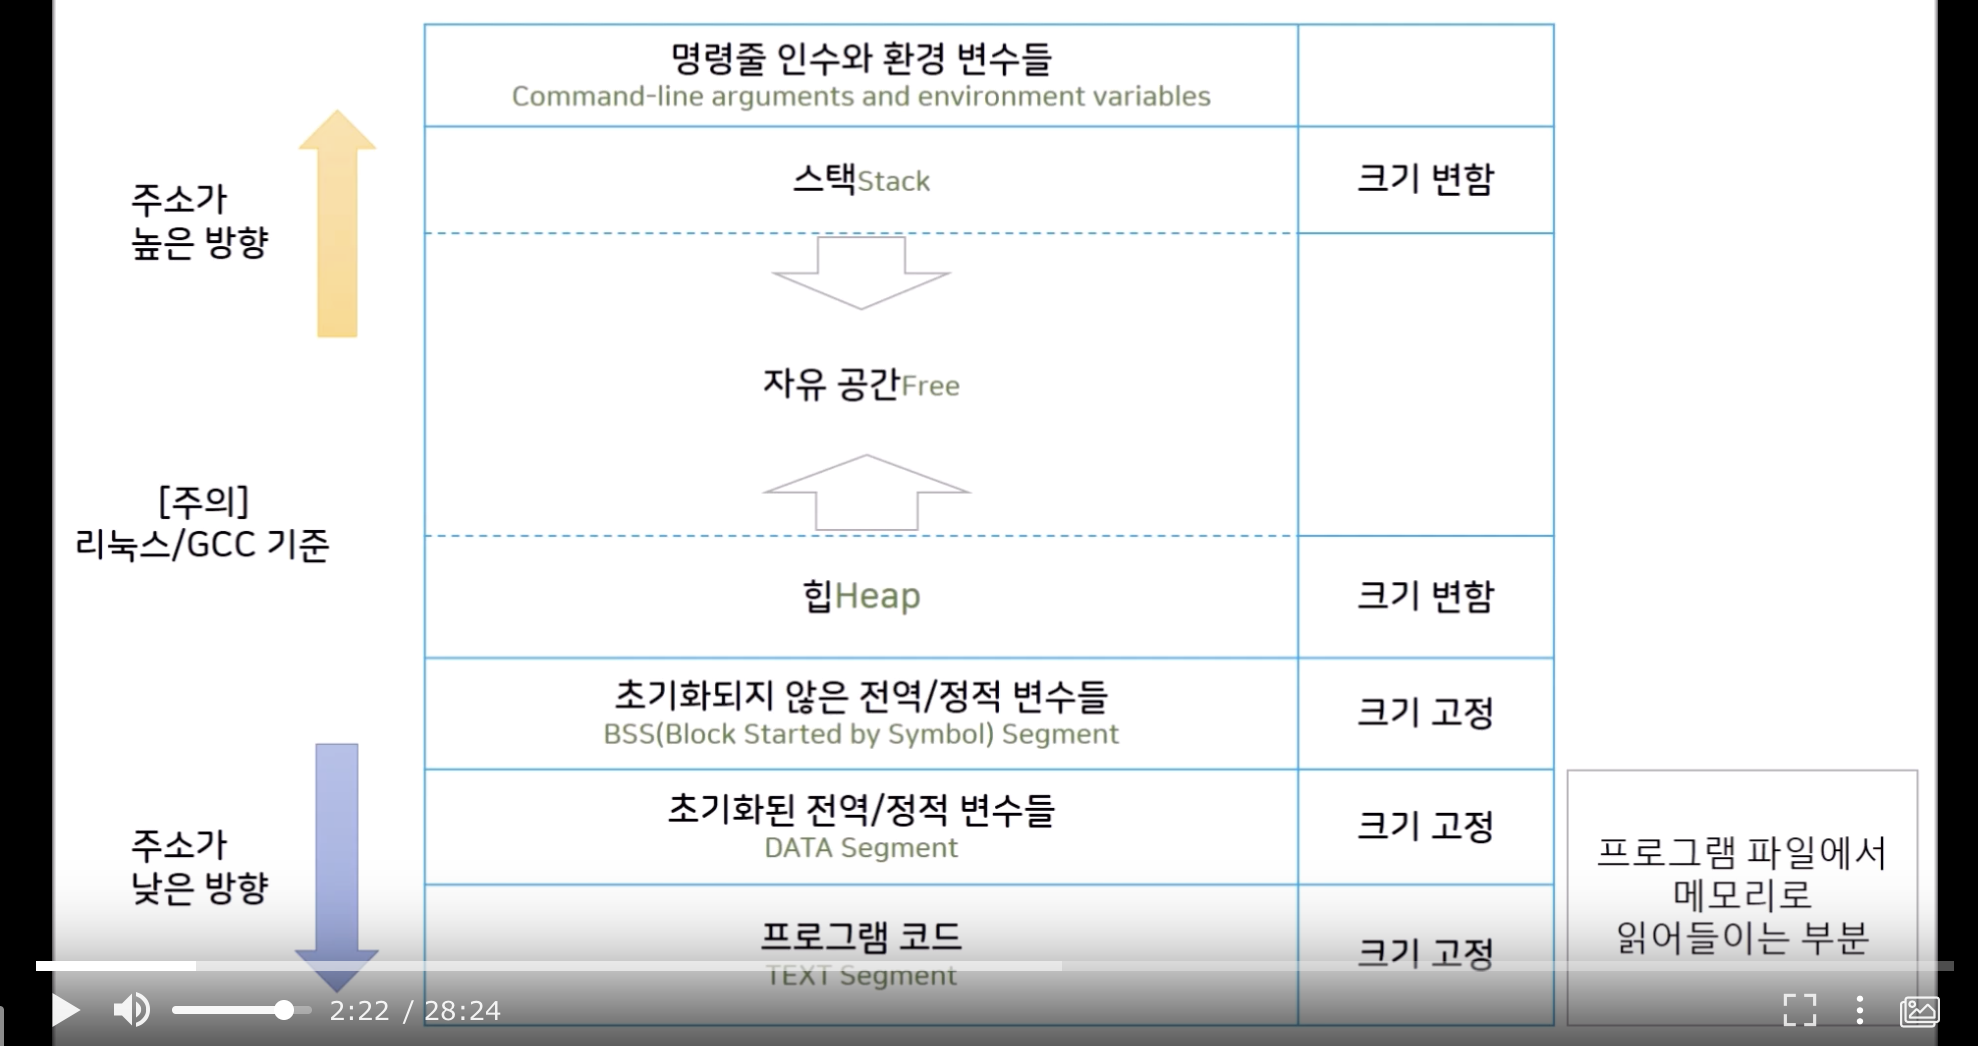 명령줄 인수와 환경 변수들
Command-line arguments and environment variables
주소가
높은 방향
스택Stack
크기 변함
자유 공간Free
[주의]
리눅스/GCC 기준
힙Heap
크기 변함
초기화되지 않은 전역/정적 변수들
BSS(Block Started by Symbol) Segment
크기 고정
초기화된 전역/정적 변수들
DATA Segment
크기 고정
주소가
낮은 방향
프로그램 코드
TEXT Segment
크기 고정
프로그램 파일에서
메모리로
읽어들이는 부분
2:22 / 28:24